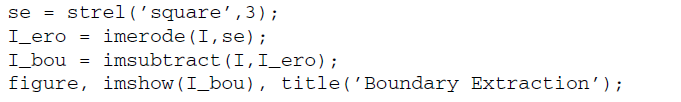 se = strel(’square’,3);
I_ero = imerode(I,se);
I_bou = imsubtract(I,I_ero);
figure, imshow(I_bou), title(’Boundary Extraction’);